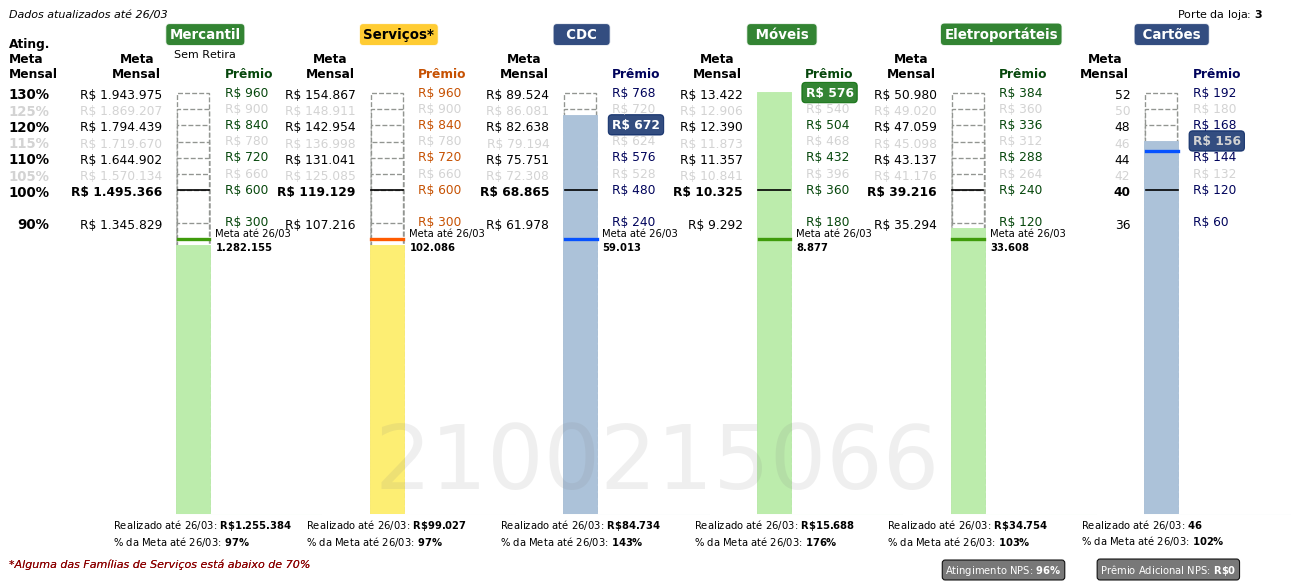 Dados atualizados até 26/03
Porte da loja: 3
Mercantil
Serviços*
CDC
Móveis
Eletroportáteis
Cartões
Ating.
Meta
Mensal
Sem Retira
Meta
Mensal
Prêmio
Meta
Mensal
Prêmio
Meta
Mensal
Prêmio
Meta
Mensal
Prêmio
Meta
Mensal
Prêmio
Meta
Mensal
Prêmio
130% R$ 1.943.975 R$ 960 R$ 154.867 R$ 960 R$ 89.524 R$ 768 R$ 13.422 R$ 576 R$ 50.980 R$ 384 52 R$ 192
125% R$ 1.869.207 R$ 900 R$ 148.911 R$ 900 R$ 86.081 R$ 720 R$ 12.906 R$ 540 R$ 49.020 R$ 360 50 R$ 180
120% R$ 1.794.439 R$ 840 R$ 142.954 R$ 840 R$ 82.638 R$ 672 R$ 12.390 R$ 504 R$ 47.059 R$ 336 48 R$ 168
115% R$ 1.719.670 R$ 780 R$ 136.998 R$ 780 R$ 79.194 R$ 624 R$ 11.873 R$ 468 R$ 45.098 R$ 312 46 R$ 156
110% R$ 1.644.902 R$ 720 R$ 131.041 R$ 720 R$ 75.751 R$ 576 R$ 11.357 R$ 432 R$ 43.137 R$ 288 44 R$ 144
105% R$ 1.570.134 R$ 660 R$ 125.085 R$ 660 R$ 72.308 R$ 528 R$ 10.841 R$ 396 R$ 41.176 R$ 264 42 R$ 132
100% R$ 1.495.366 R$ 600 R$ 119.129 R$ 600 R$ 68.865 R$ 480 R$ 10.325 R$ 360 R$ 39.216 R$ 240 40 R$ 120
90% R$ 1.345.829 R$ 300 R$ 107.216 R$ 300 R$ 61.978 R$ 240 R$ 9.292 R$ 180 R$ 35.294 R$ 120 36 R$ 60
Meta até 26/03
1.282.155
Meta até 26/03
102.086
Meta até 26/03
59.013
Meta até 26/03
8.877
Meta até 26/03
33.608
2100215066
Realizado até 26/03: R$1.255.384
% da Meta até 26/03: 97%
Realizado até 26/03: R$99.027
% da Meta até 26/03: 97%
Realizado até 26/03: R$84.734
% da Meta até 26/03: 143%
Realizado até 26/03: R$15.688
% da Meta até 26/03: 176%
Realizado até 26/03: R$34.754
% da Meta até 26/03: 103%
Realizado até 26/03: 46
% da Meta até 26/03: 102%
*Alguma das Famílias de Serviços está abaixo de 70%
Atingimento NPS: 96%
Prêmio Adicional NPS: R$0